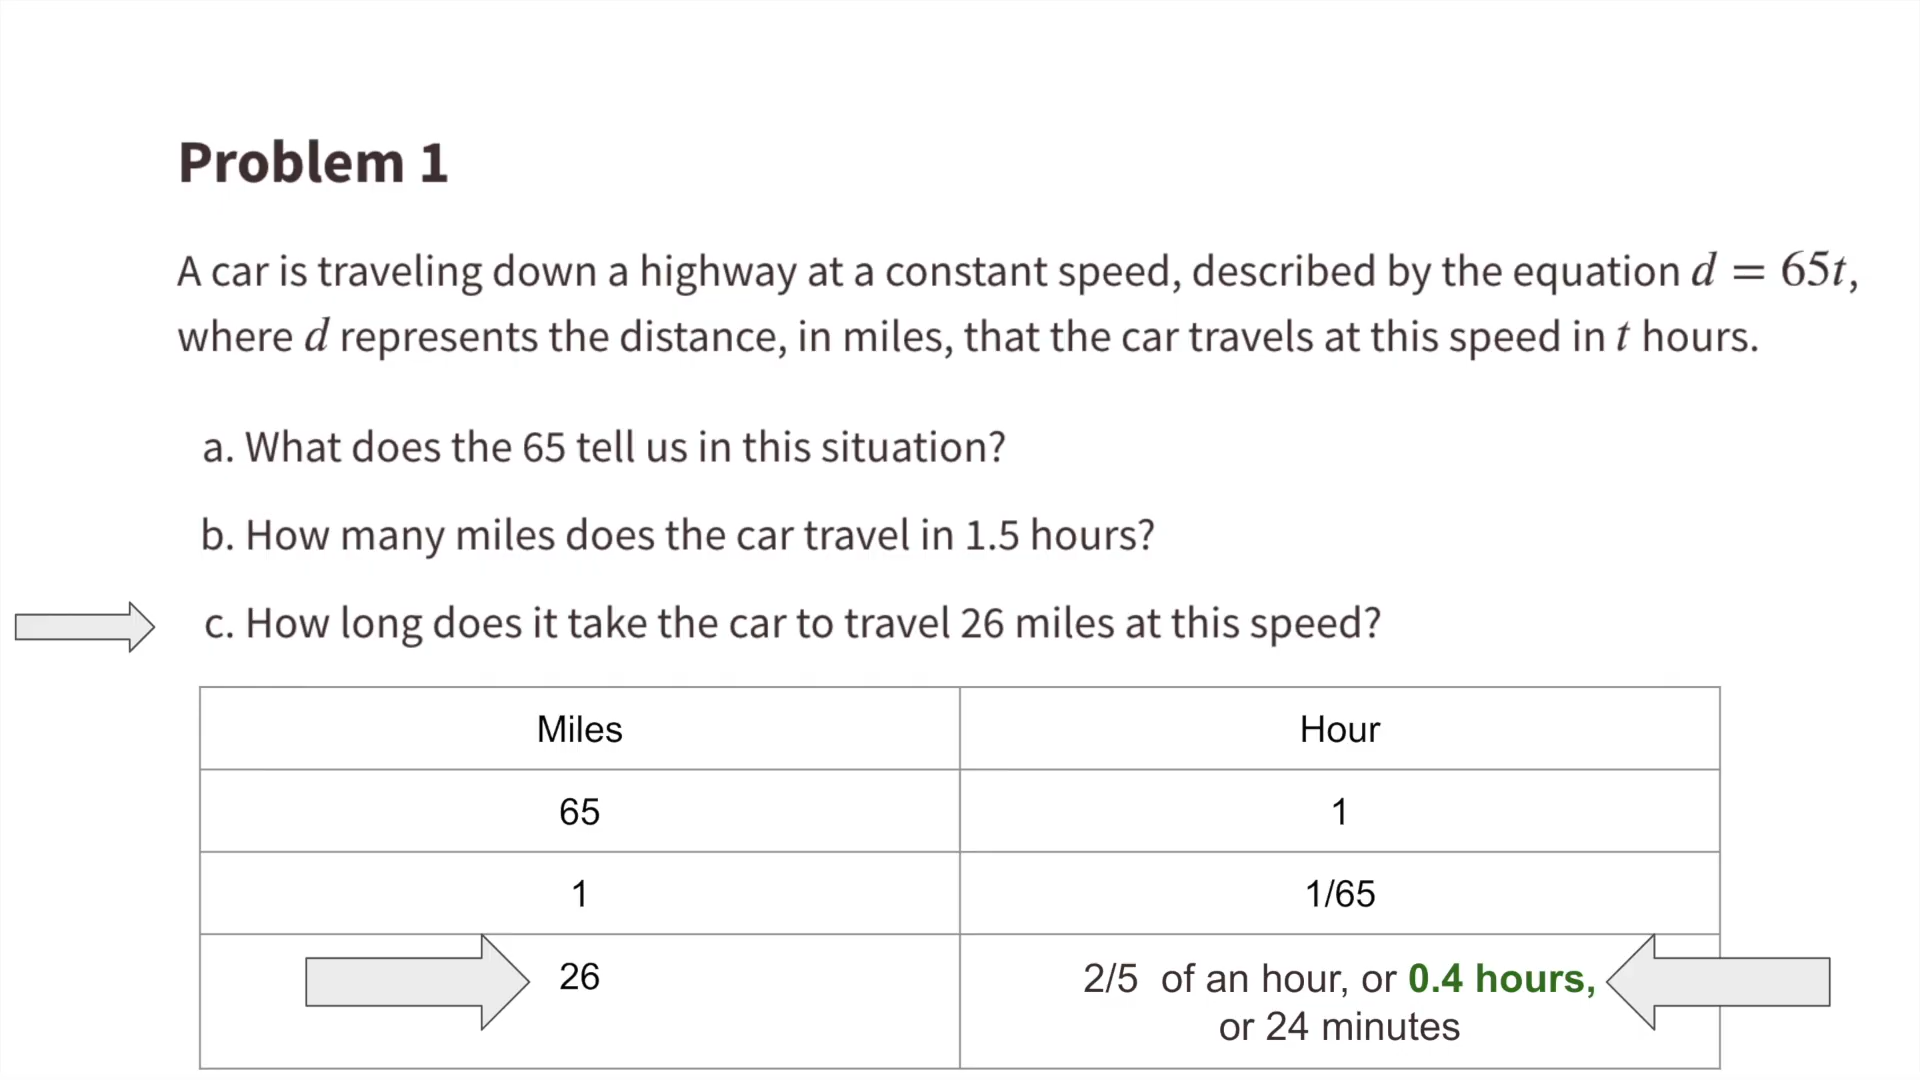 Problem 1
A car is traveling down a highway at a constant speed, described by the equation d = 65t,
where d represents the distance, in miles, that the car travels at this speed in t hours.
a. What does the 65 tell us in this situation?
b. How many miles does the car travel in 1.5 hours?
c. How long does it take the car to travel 26 miles at this speed?
Miles Hour
65 1
1 1/65
26 2/5 of an hour, or 0.4 hours,
or 24 minutes